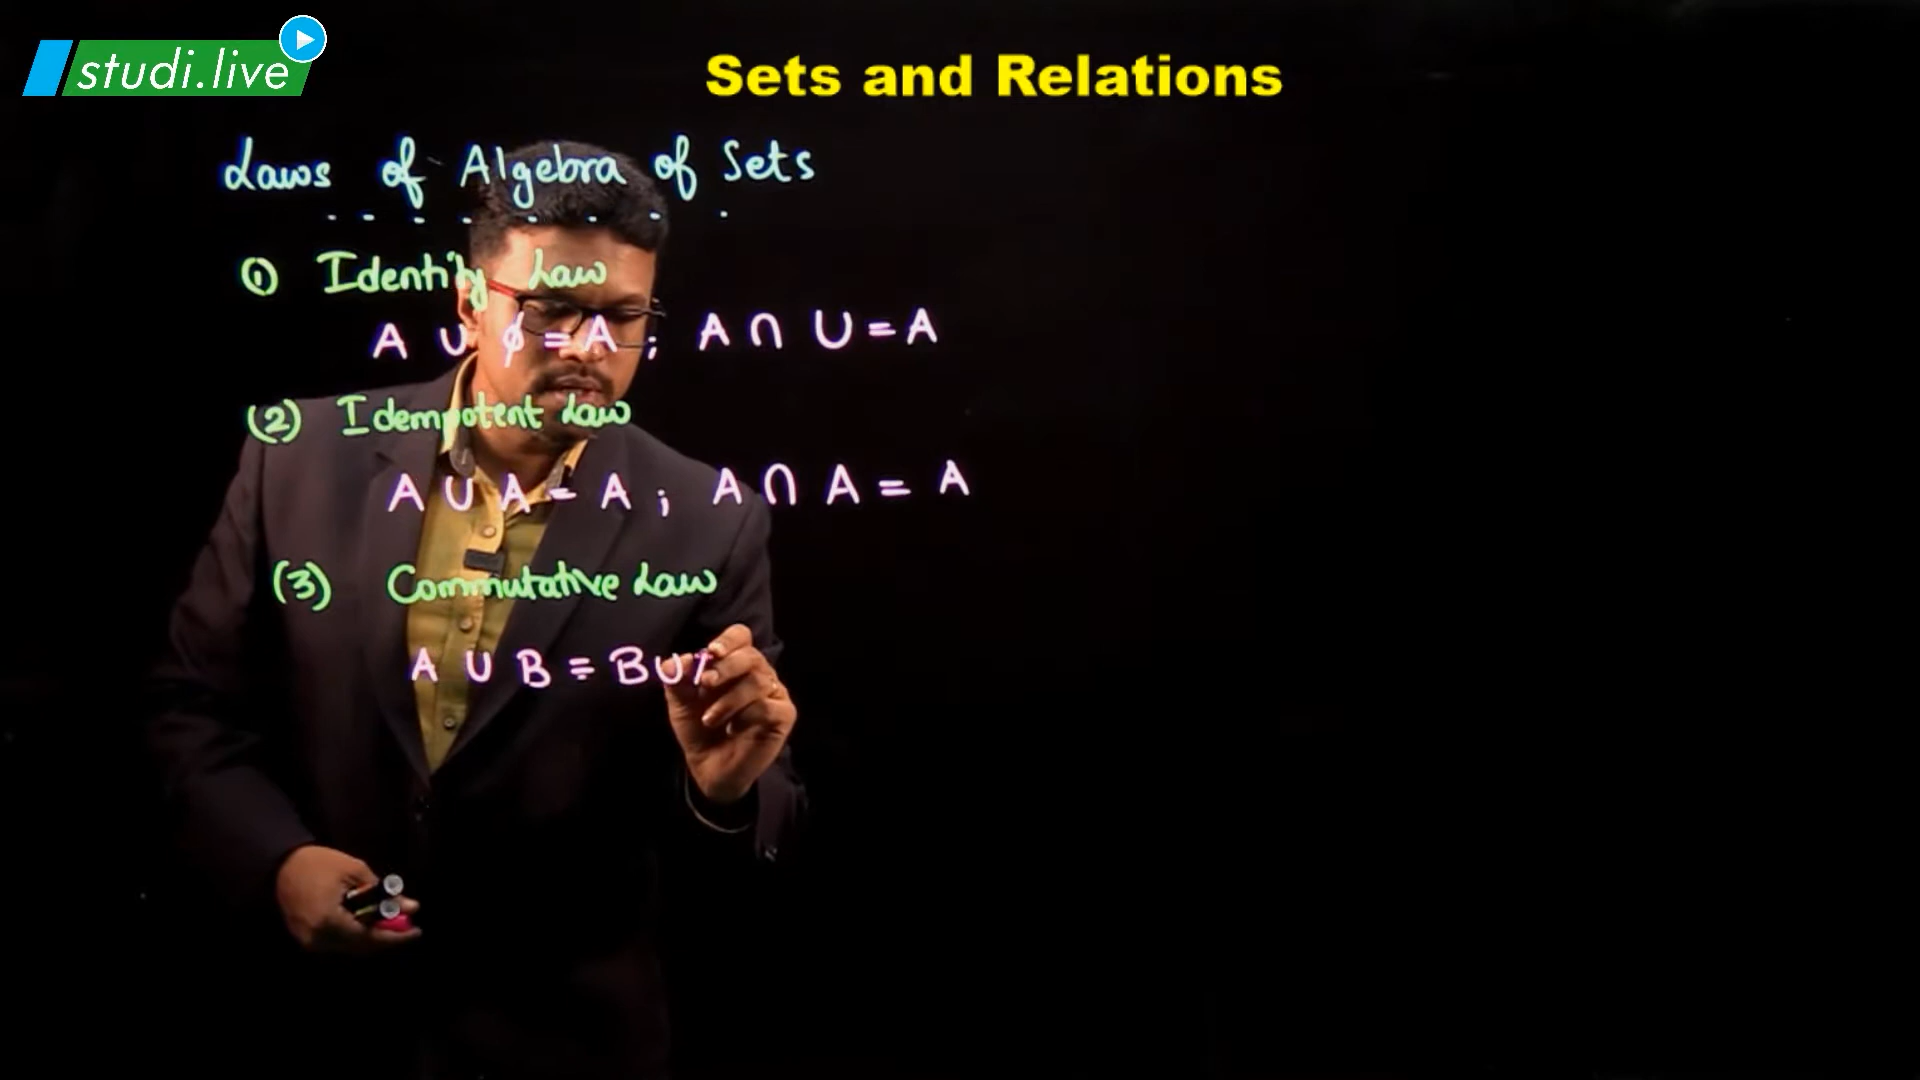 studi.live
Sets and Relations
Laws of Algebra of Sets
① Identity Law
A ∪ ϕ = A ; A ∩ U = A
(2) Idempotent Law
A ∪ A = A ; A ∩ A = A
(3) Commutative Law
A ∪ B = B ∪